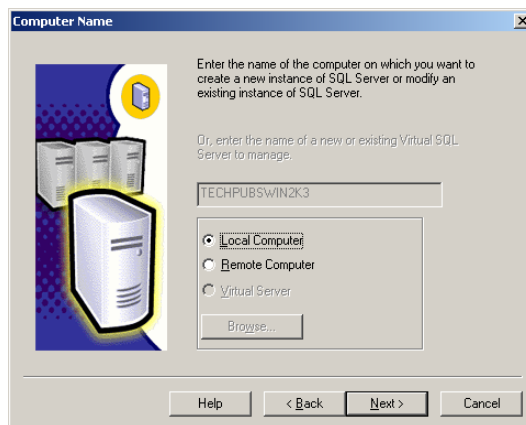 Computer Name
Enter the name of the computer on which you want to
create a new instance of SQL Server or modify an
existing instance of SQL Server.
Or, enter the name of a new or existing Virtual SQL
Server to manage.
TECHPUBSWIN2K3
Local Computer
Remote Computer
Virtual Server
Browse...
Help
< Back
Next >
Cancel